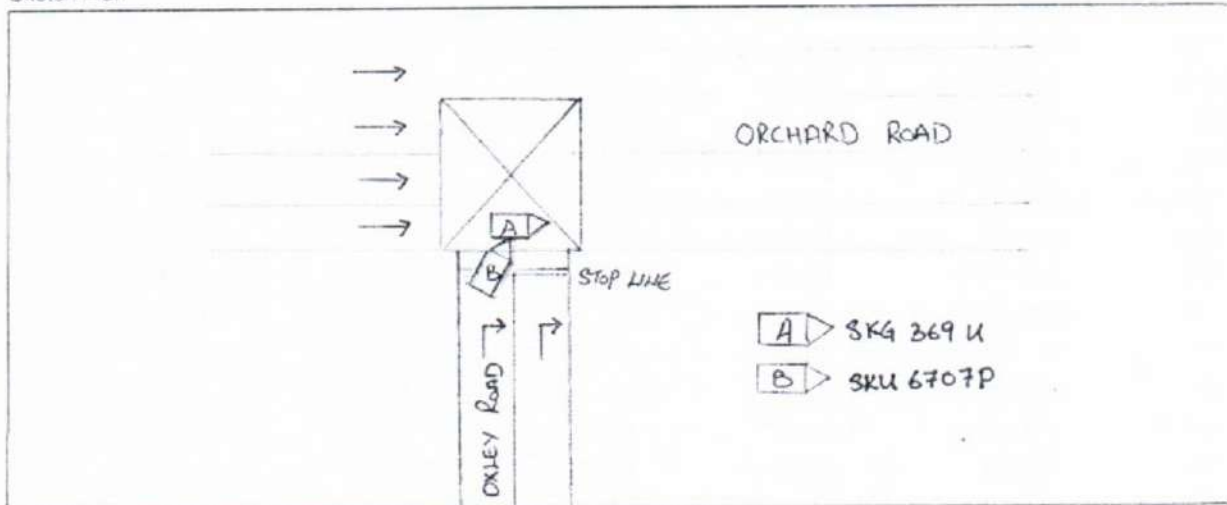 ORCHARD ROAD
A
B
STOP LINE
OXLEY ROAD
A SKG 369 U
B SKU 6707P